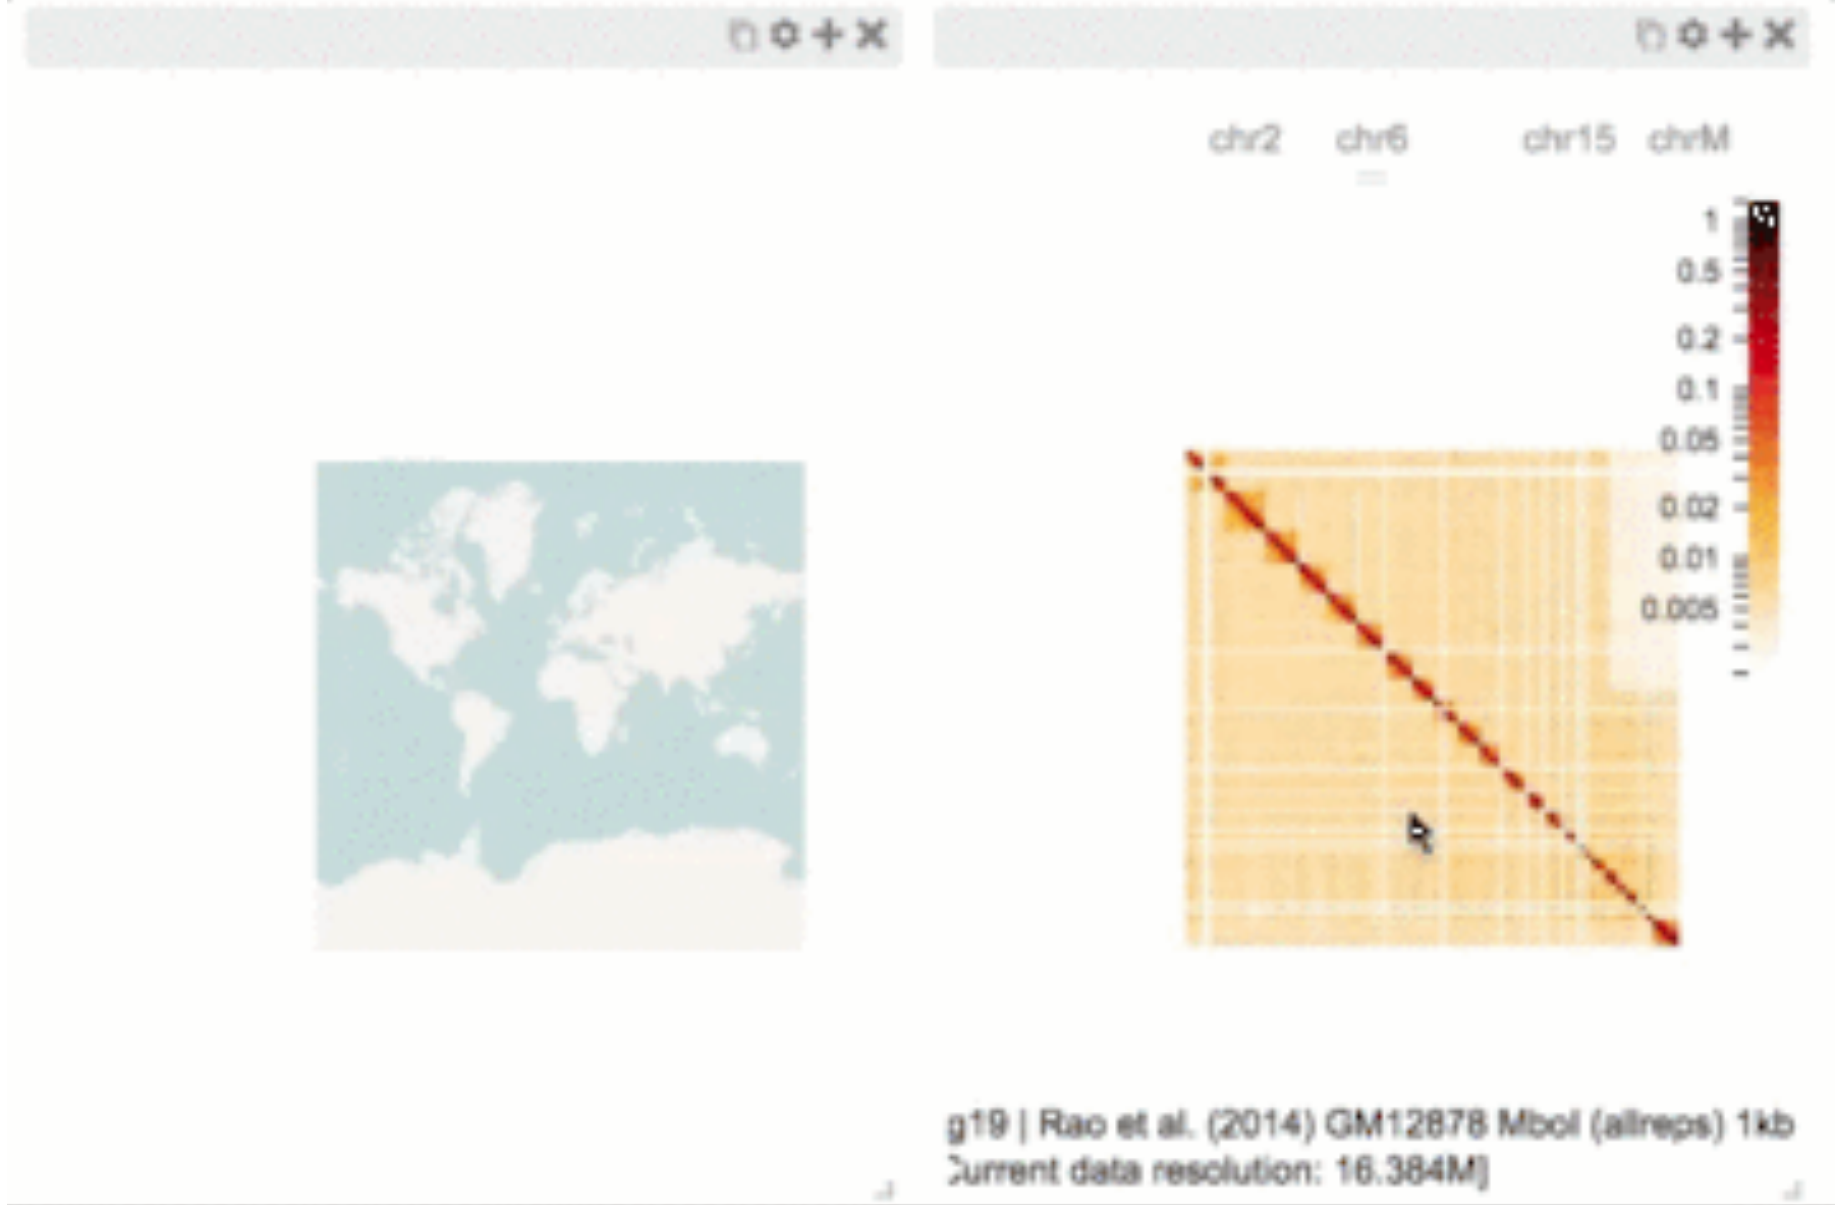 chr2 chr6 chr15 chrM
1
0.5
0.2
0.1
0.05
0.02
0.01
0.005
g19 | Rao et al. (2014) GM12878 MboI (allreps) 1kb
Current data resolution: 16.384M]